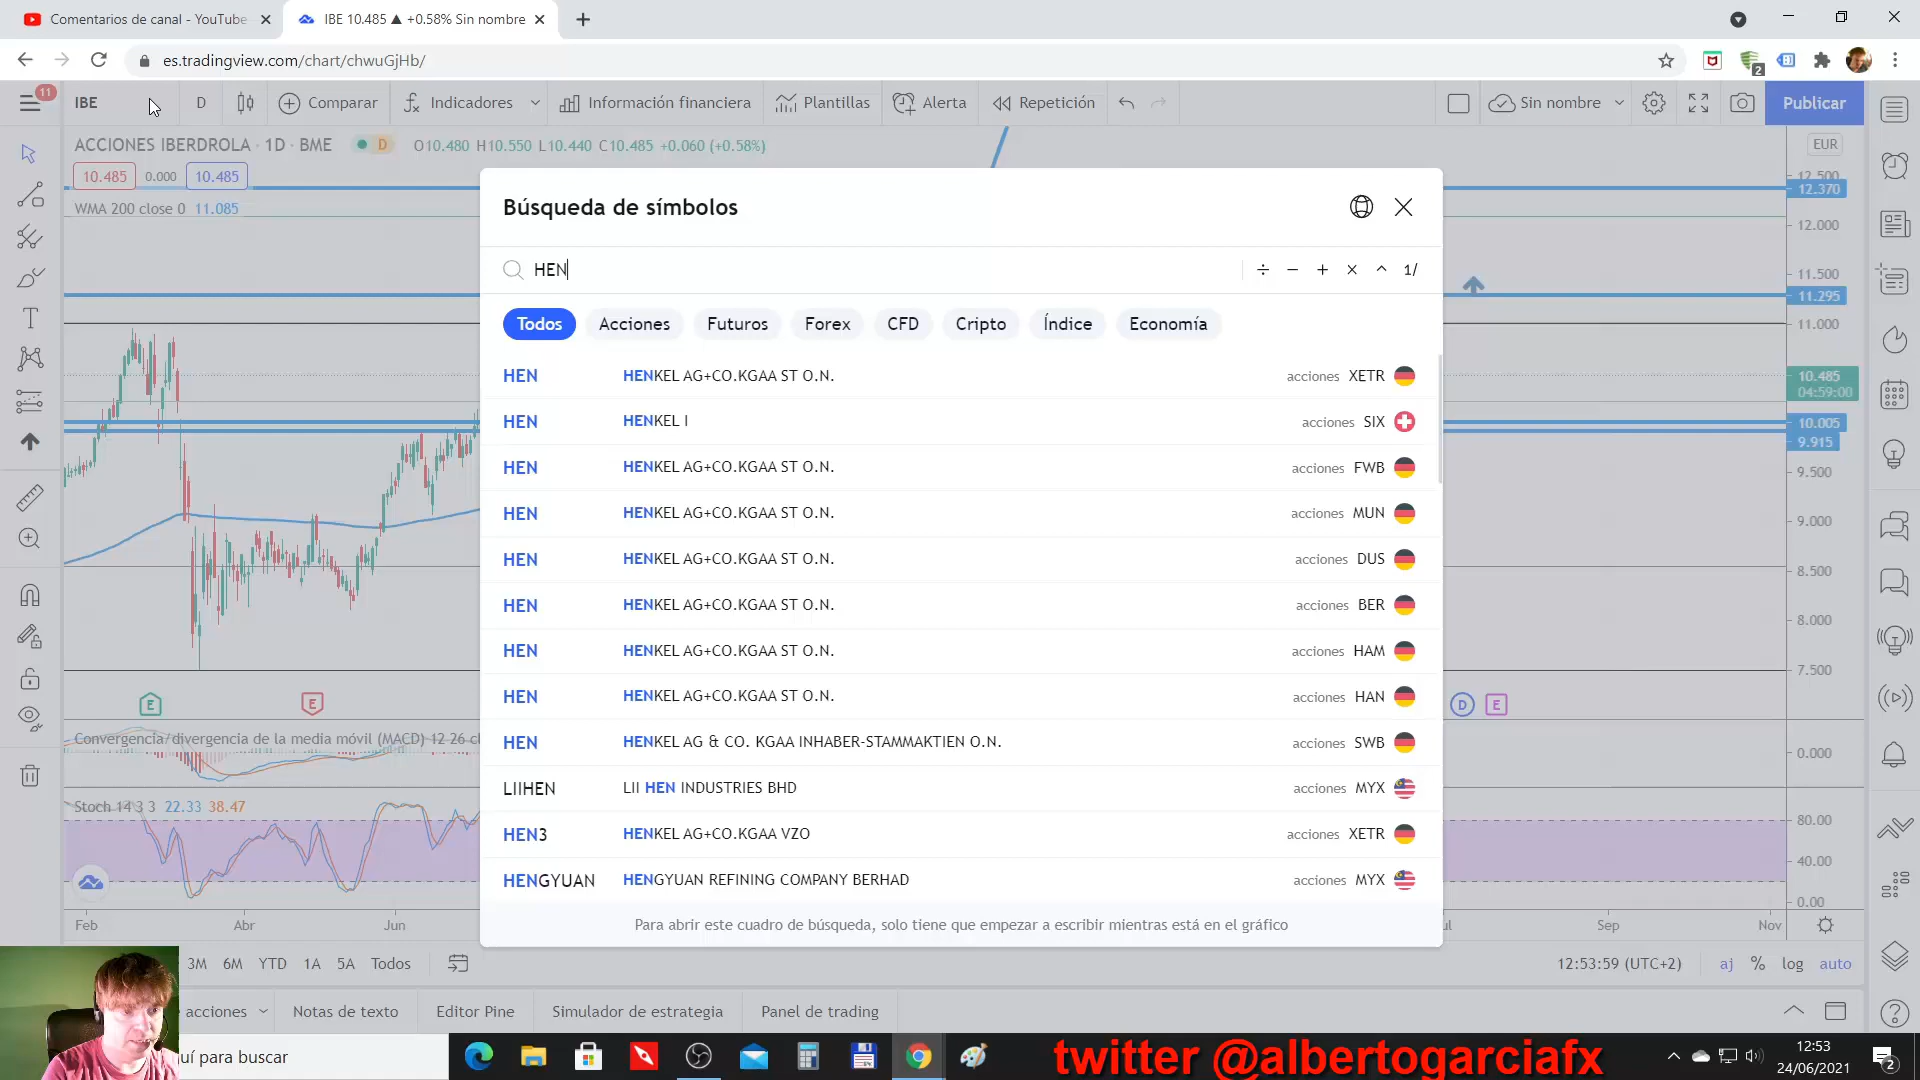 Comentarios de canal - YouTube
IBE 10.485 ▲ +0.58% Sin nombre
es.tradingview.com/chart/chwuGjHb/
2
11
IBE
D
Comparar
Indicadores
Información financiera
Plantillas
Alerta
Repetición
Sin nombre
Publicar
ACCIONES IBERDROLA · 1D · BME
D
O10.480 H10.550 L10.440 C10.485 +0.060 (+0.58%)
EUR
10.485
0.000
10.485
WMA 200 close 0 11.085
12.500
12.370
12.000
11.500
11.295
11.000
10.485
04:59:00
10.005
9.915
9.500
9.000
8.500
8.000
7.500
0.000
80.00
40.00
0.00
Búsqueda de símbolos
HEN
÷ − + × ^ 1/
Todos
Acciones
Futuros
Forex
CFD
Cripto
Índice
Economía
HEN HENKEL AG+CO.KGAA ST O.N. acciones XETR
HEN HENKEL I acciones SIX
HEN HENKEL AG+CO.KGAA ST O.N. acciones FWB
HEN HENKEL AG+CO.KGAA ST O.N. acciones MUN
HEN HENKEL AG+CO.KGAA ST O.N. acciones DUS
HEN HENKEL AG+CO.KGAA ST O.N. acciones BER
HEN HENKEL AG+CO.KGAA ST O.N. acciones HAM
HEN HENKEL AG+CO.KGAA ST O.N. acciones HAN
HEN HENKEL AG & CO. KGAA INHABER-STAMMAKTIEN O.N. acciones SWB
LIIHEN LII HEN INDUSTRIES BHD acciones MYX
HEN3 HENKEL AG+CO.KGAA VZO acciones XETR
HENGYUAN HENGYUAN REFINING COMPANY BERHAD acciones MYX
Para abrir este cuadro de búsqueda, solo tiene que empezar a escribir mientras está en el gráfico
E
E
D
E
Convergencia/divergencia de la media móvil (MACD) 12 26 cl
Stoch 14 3 3 22.33 38.47
Feb
Abr
Jun
ul
Sep
Nov
3M
6M
YTD
1A
5A
Todos
12:53:59 (UTC+2)
aj
%
log
auto
acciones
Notas de texto
Editor Pine
Simulador de estrategia
Panel de trading
uí para buscar
twitter @albertogarciafx
12:53
24/06/2021
2